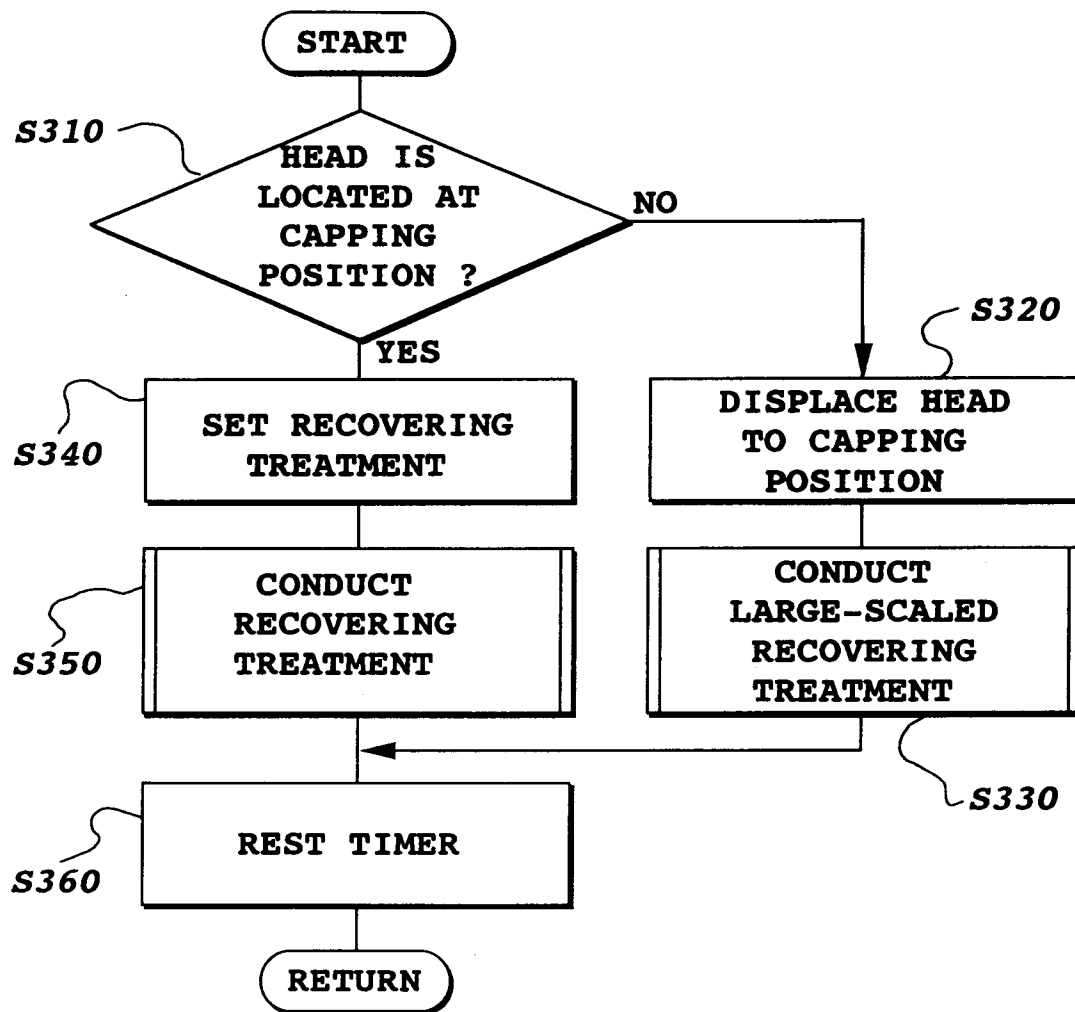 START
S310
HEAD IS
LOCATED AT
CAPPING
POSITION ?
NO
YES
S320
S340
SET RECOVERING
TREATMENT
DISPLACE HEAD
TO CAPPING
POSITION
S350
CONDUCT
RECOVERING
TREATMENT
CONDUCT
LARGE-SCALED
RECOVERING
TREATMENT
S330
S360
REST TIMER
RETURN